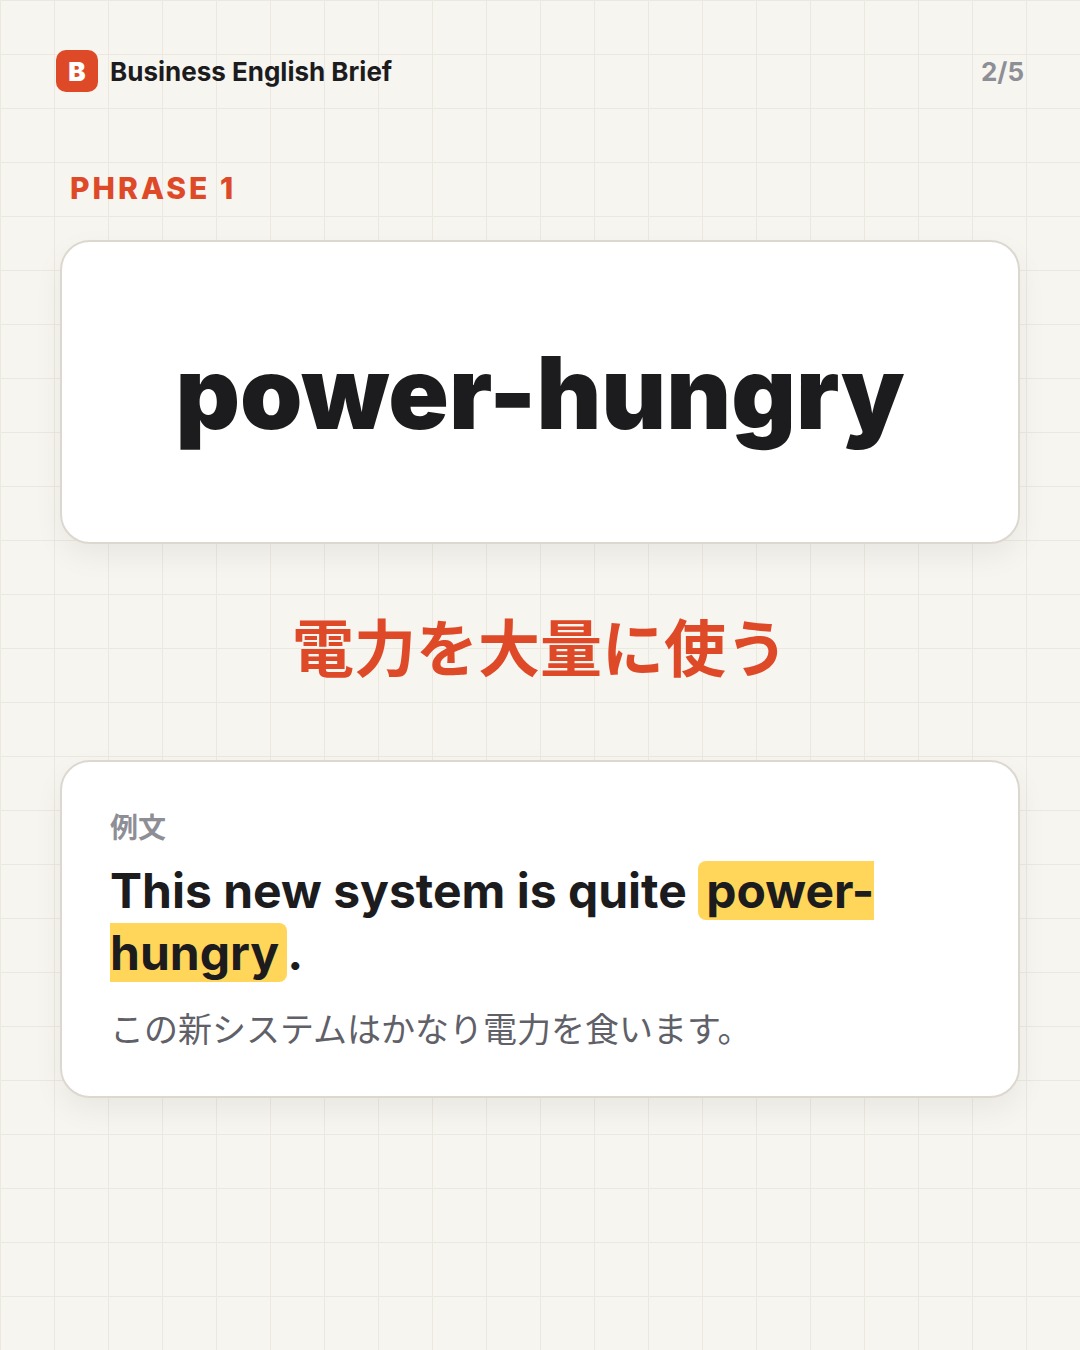 B Business English Brief
2/5
PHRASE 1
power-hungry
電力を大量に使う
例文
This new system is quite power-
hungry.
この新システムはかなり電力を食います。